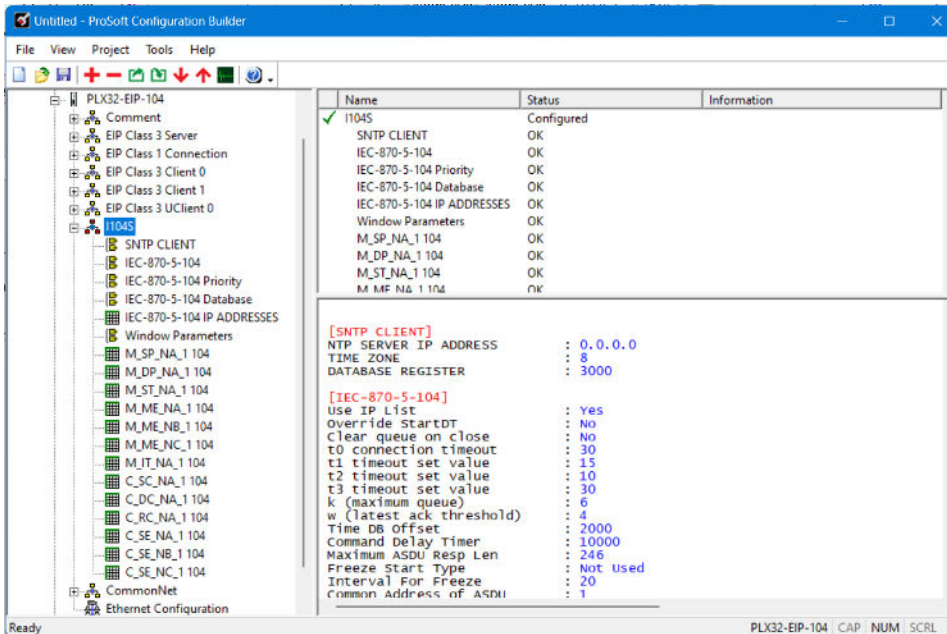 Untitled - ProSoft Configuration Builder
File View Project Tools Help
PLX32-EIP-104
Comment
EIP Class 3 Server
EIP Class 1 Connection
EIP Class 3 Client 0
EIP Class 3 Client 1
EIP Class 3 UClient 0
I104S
SNTP CLIENT
IEC-870-5-104
IEC-870-5-104 Priority
IEC-870-5-104 Database
IEC-870-5-104 IP ADDRESSES
Window Parameters
M_SP_NA_1 104
M_DP_NA_1 104
M_ST_NA_1 104
M_ME_NA_1 104
M_ME_NB_1 104
M_ME_NC_1 104
M_IT_NA_1 104
C_SC_NA_1 104
C_DC_NA_1 104
C_RC_NA_1 104
C_SE_NA_1 104
C_SE_NB_1 104
C_SE_NC_1 104
CommonNet
Ethernet Configuration
Name Status Information
I104S Configured
SNTP CLIENT OK
IEC-870-5-104 OK
IEC-870-5-104 Priority OK
IEC-870-5-104 Database OK
IEC-870-5-104 IP ADDRESSES OK
Window Parameters OK
M_SP_NA_1 104 OK
M_DP_NA_1 104 OK
M_ST_NA_1 104 OK
M_ME_NA_1 104 OK
[SNTP CLIENT]
NTP SERVER IP ADDRESS : 0.0.0.0
TIME ZONE : 8
DATABASE REGISTER : 3000
[IEC-870-5-104]
Use IP List : Yes
Override StartDT : No
Clear queue on close : No
t0 connection timeout : 30
t1 timeout set value : 15
t2 timeout set value : 10
t3 timeout set value : 30
k (maximum queue) : 6
w (latest ack threshold) : 4
Time DB Offset : 2000
Command Delay Timer : 10000
Maximum ASDU Resp Len : 246
Freeze Start Type : Not Used
Interval For Freeze : 20
Common Address of ASDU : 1
Ready PLX32-EIP-104 CAP NUM SCRL